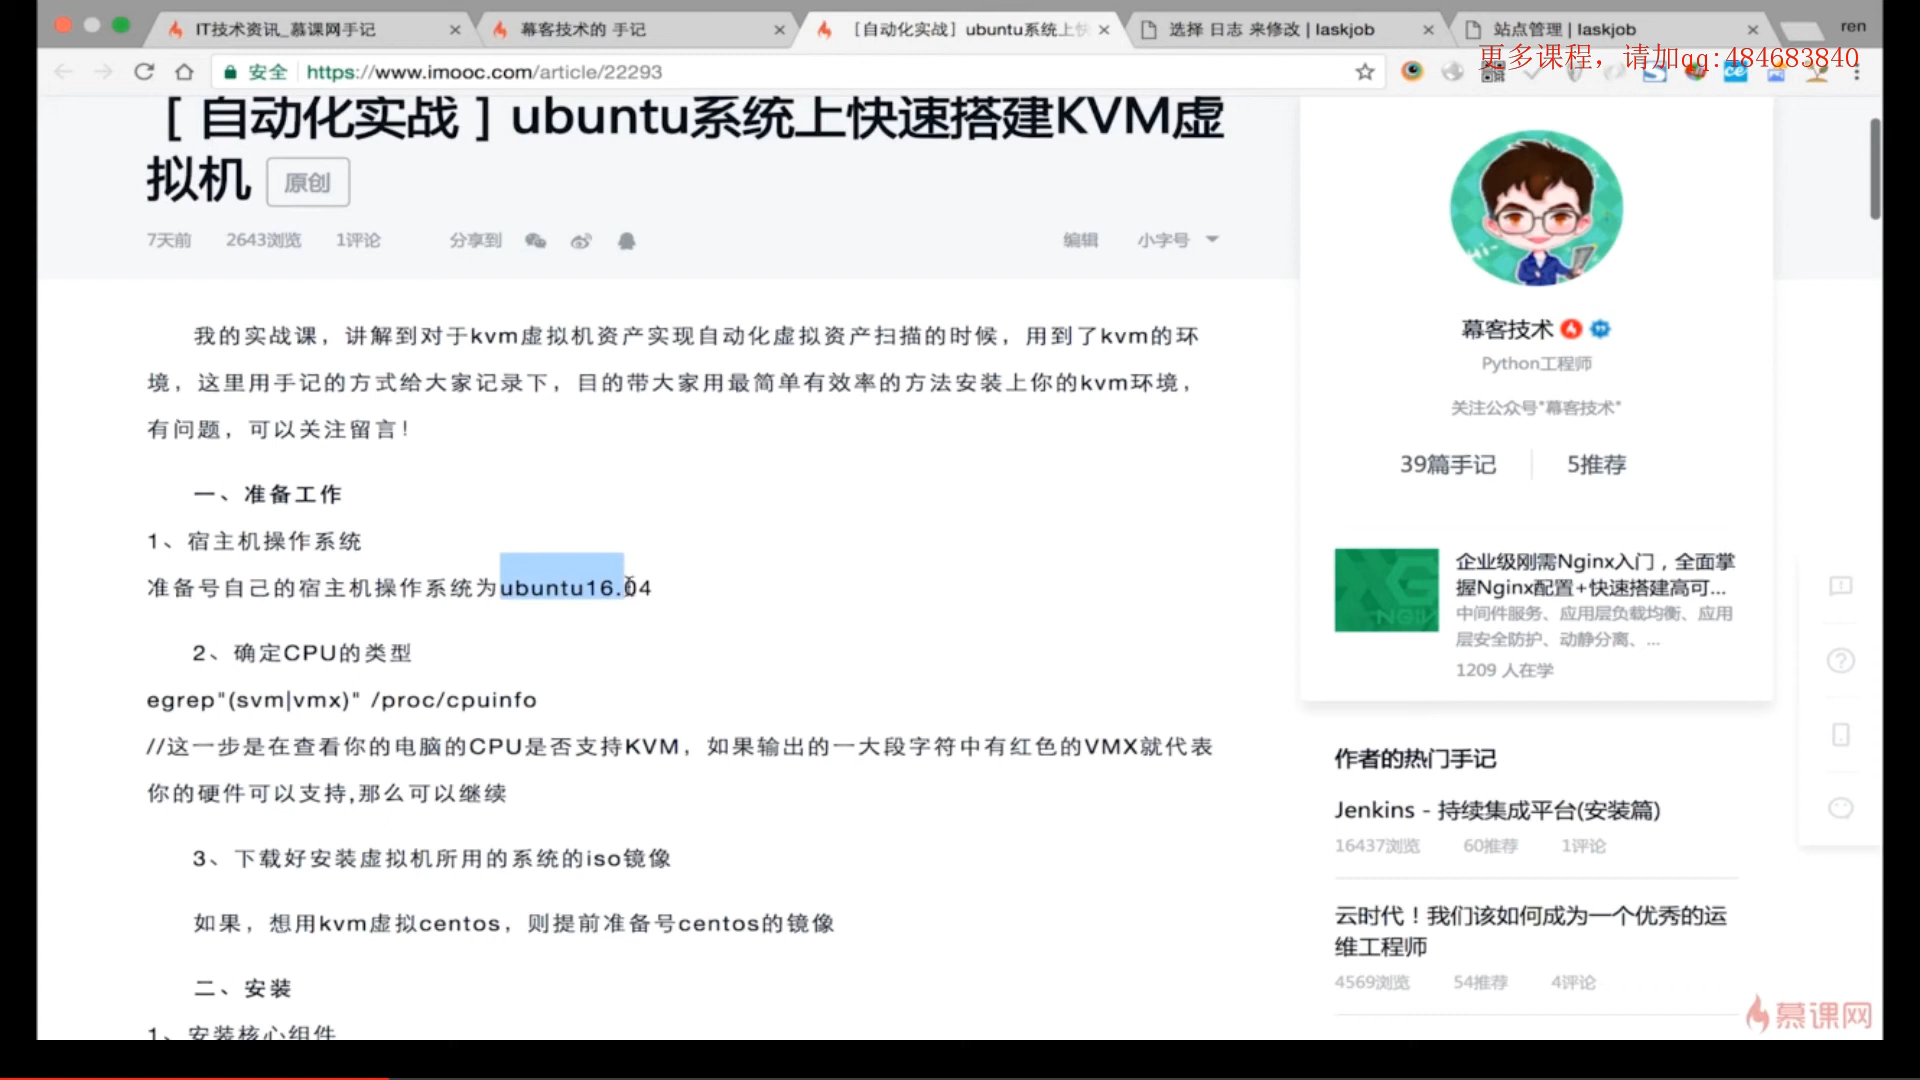 IT技术资讯_慕课网手记
幕客技术的 手记
［自动化实战］ubuntu系统上快
选择 日志 来修改 | laskjob
站点管理 | laskjob
ren
更多课程，请加qq:484683840
安全 https://www.imooc.com/article/22293
［自动化实战］ubuntu系统上快速搭建KVM虚
拟机 原创
7天前 2643浏览 1评论 分享到 编辑 小字号
我的实战课，讲解到对于kvm虚拟机资产实现自动化虚拟资产扫描的时候，用到了kvm的环
境，这里用手记的方式给大家记录下，目的带大家用最简单有效率的方法安装上你的kvm环境，
有问题，可以关注留言！
一、准备工作
1、宿主机操作系统
准备号自己的宿主机操作系统为ubuntu16.04
2、确定CPU的类型
egrep"(svm|vmx)" /proc/cpuinfo
//这一步是在查看你的电脑的CPU是否支持KVM，如果输出的一大段字符中有红色的VMX就代表
你的硬件可以支持,那么可以继续
3、下载好安装虚拟机所用的系统的iso镜像
如果，想用kvm虚拟centos，则提前准备号centos的镜像
二、安装
1、安装核心组件
幕客技术
Python工程师
关注公众号"幕客技术"
39篇手记 5推荐
企业级刚需Nginx入门，全面掌
握Nginx配置+快速搭建高可...
中间件服务、应用层负载均衡、应用
层安全防护、动静分离、...
1209 人在学
作者的热门手记
Jenkins - 持续集成平台(安装篇)
16437浏览 60推荐 1评论
云时代！我们该如何成为一个优秀的运
维工程师
4569浏览 54推荐 4评论
慕课网